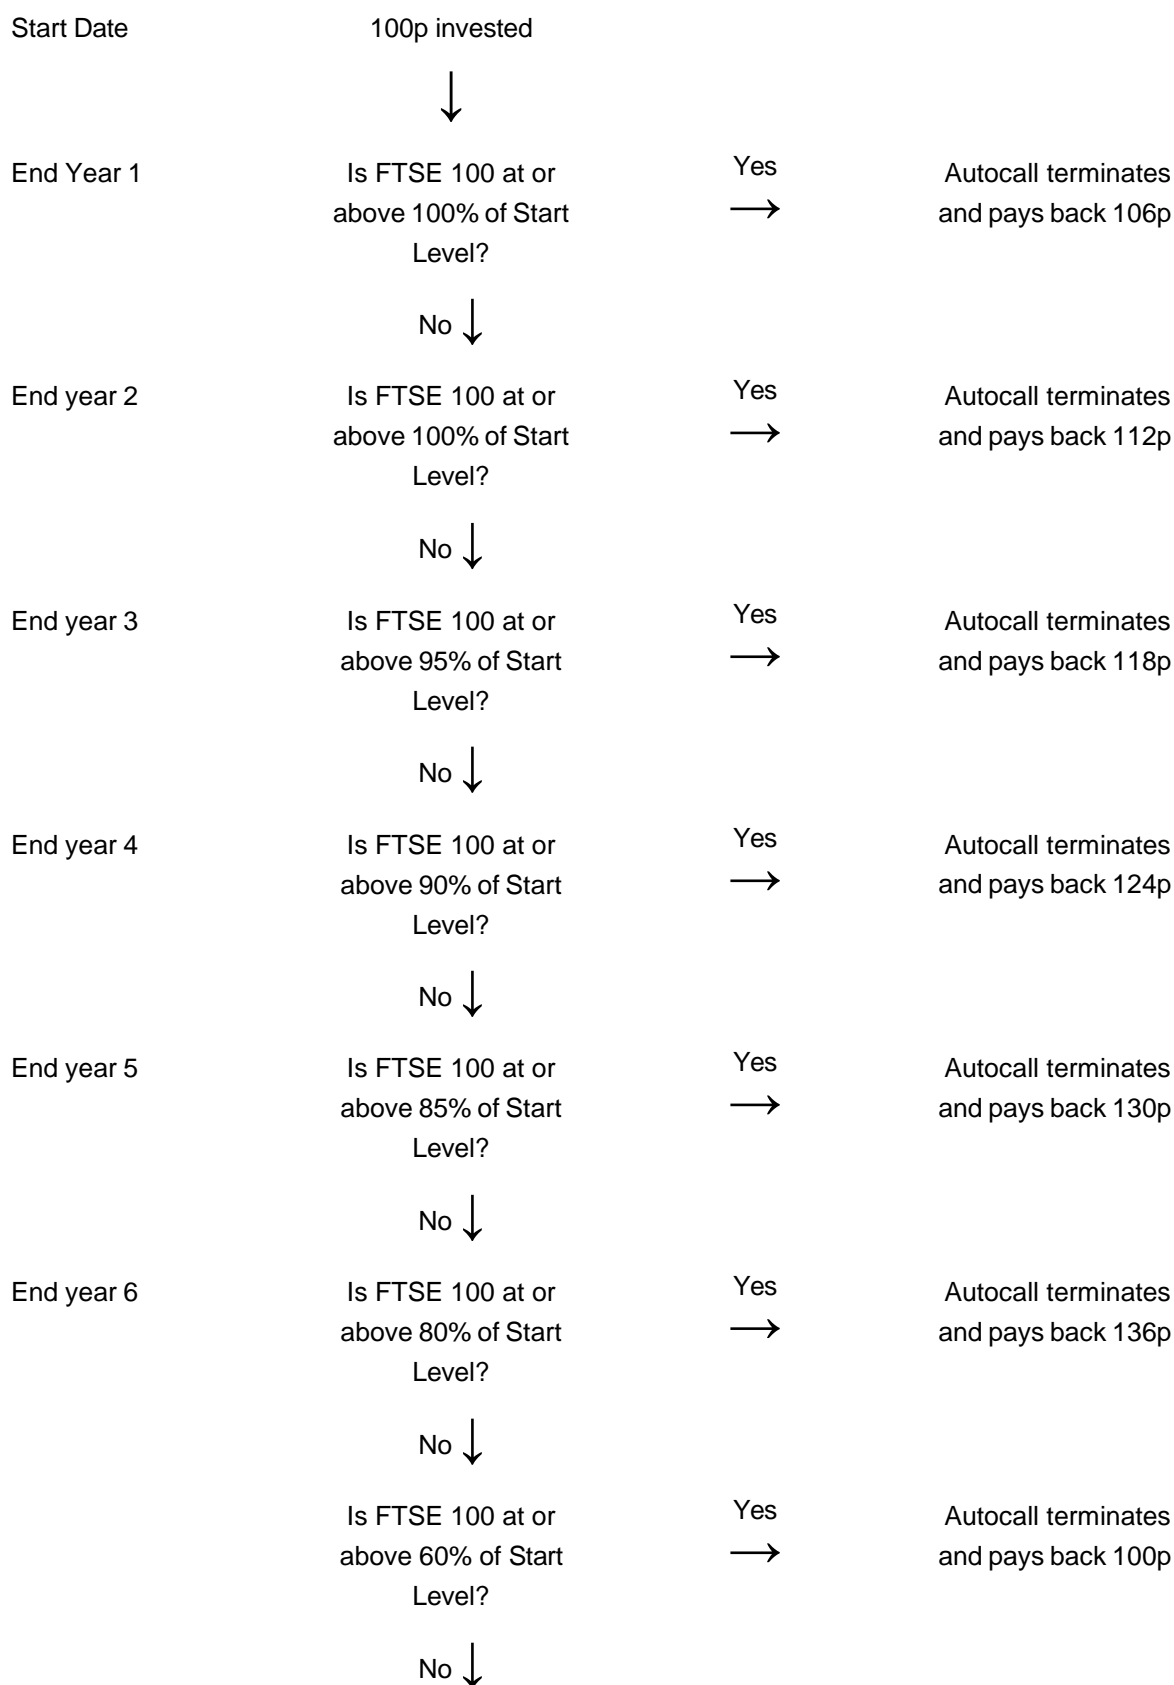 Start Date 100p invested
↓
End Year 1 Is FTSE 100 at or Yes Autocall terminates
above 100% of Start → and pays back 106p
Level?
No ↓
End year 2 Is FTSE 100 at or Yes Autocall terminates
above 100% of Start → and pays back 112p
Level?
No ↓
End year 3 Is FTSE 100 at or Yes Autocall terminates
above 95% of Start → and pays back 118p
Level?
No ↓
End year 4 Is FTSE 100 at or Yes Autocall terminates
above 90% of Start → and pays back 124p
Level?
No ↓
End year 5 Is FTSE 100 at or Yes Autocall terminates
above 85% of Start → and pays back 130p
Level?
No ↓
End year 6 Is FTSE 100 at or Yes Autocall terminates
above 80% of Start → and pays back 136p
Level?
No ↓
Is FTSE 100 at or Yes Autocall terminates
above 60% of Start → and pays back 100p
Level?
No ↓